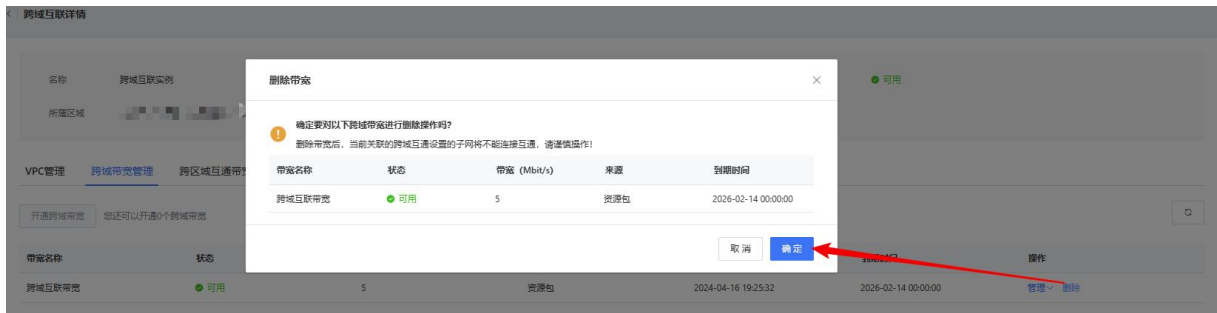 跨域互联详情
名称 跨域互联实例
可用
所属区域
删除带宽
确定要对以下跨域带宽进行删除操作吗?
删除带宽后,当前关联的跨域互通设置的子网将不能连接互通,请谨慎操作!
带宽名称 状态 带宽 (Mbit/s) 来源 到期时间
跨域互联带宽 可用 5 资源包 2026-02-14 00:00:00
取消 确定
VPC管理 跨域带宽管理 跨区域互通带
开通跨域带宽 您还可以开通0个跨域带宽
带宽名称 状态 到期时间 操作
跨域互联带宽 可用 5 资源包 2024-04-16 19:25:32 2026-02-14 00:00:00 管理 删除